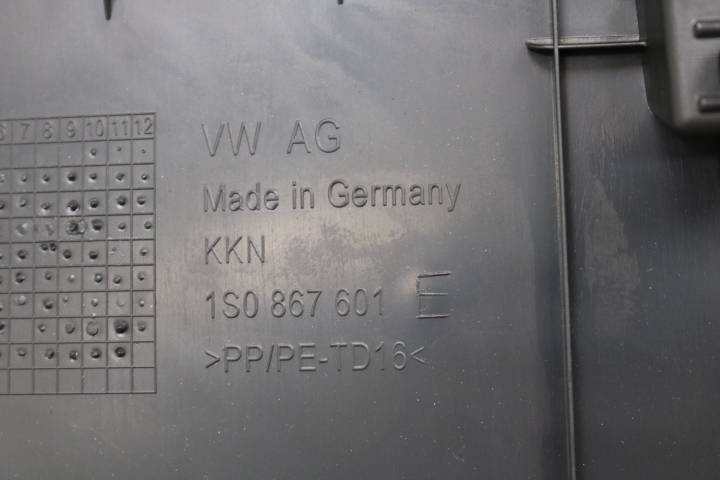 6 7 8 9 10 11 12
VW AG
Made in Germany
KKN
1S0 867 601 E
>PP/PE-TD16<